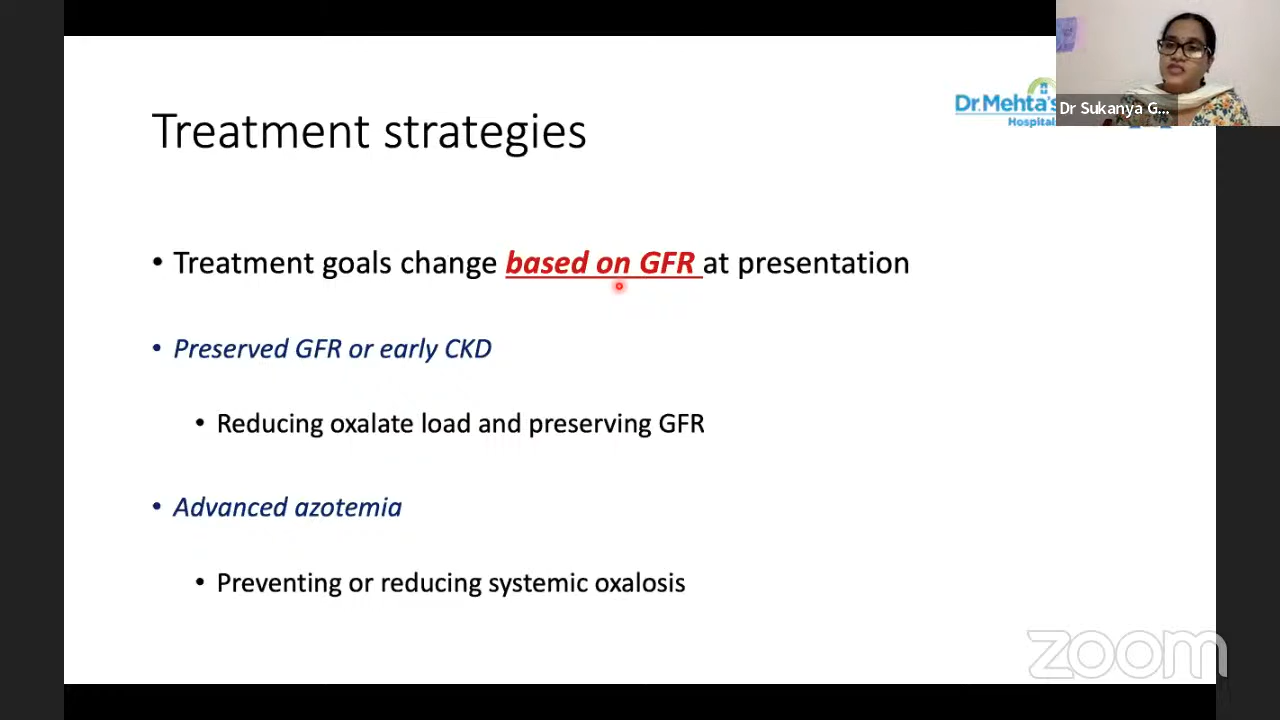 Treatment strategies
Dr.Mehta's
Hospitals
Dr Sukanya G...
• Treatment goals change based on GFR at presentation
• Preserved GFR or early CKD
• Reducing oxalate load and preserving GFR
• Advanced azotemia
• Preventing or reducing systemic oxalosis
zoom